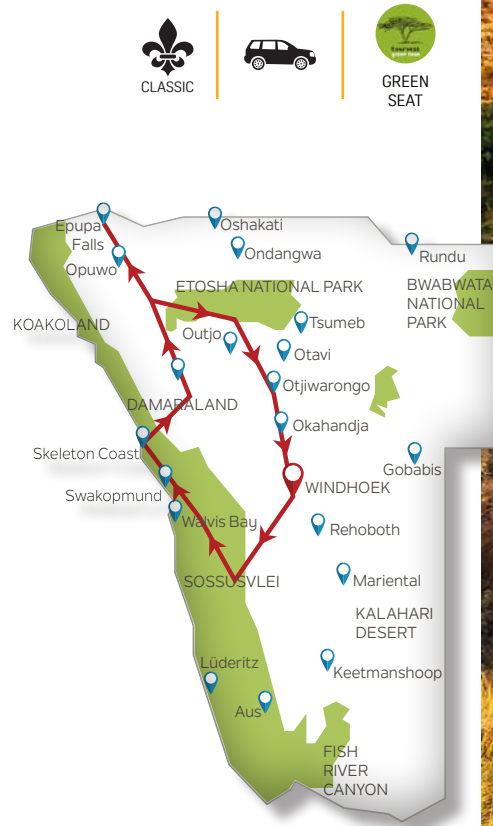 CLASSIC
GREEN
SEAT
Epupa
Falls
Oshakati
Ondangwa
Rundu
Opuwo
ETOSHA NATIONAL PARK
BWABWATA
NATIONAL
PARK
KOAKOLAND
Tsumeb
Outjo
Otavi
Otjiwarongo
DAMARALAND
Okahandja
Skeleton Coast
Gobabis
WINDHOEK
Swakopmund
Walvis Bay
Rehoboth
SOSSUSVLEI
Mariental
KALAHARI
DESERT
Lüderitz
Keetmanshoop
Aus
FISH
RIVER
CANYON